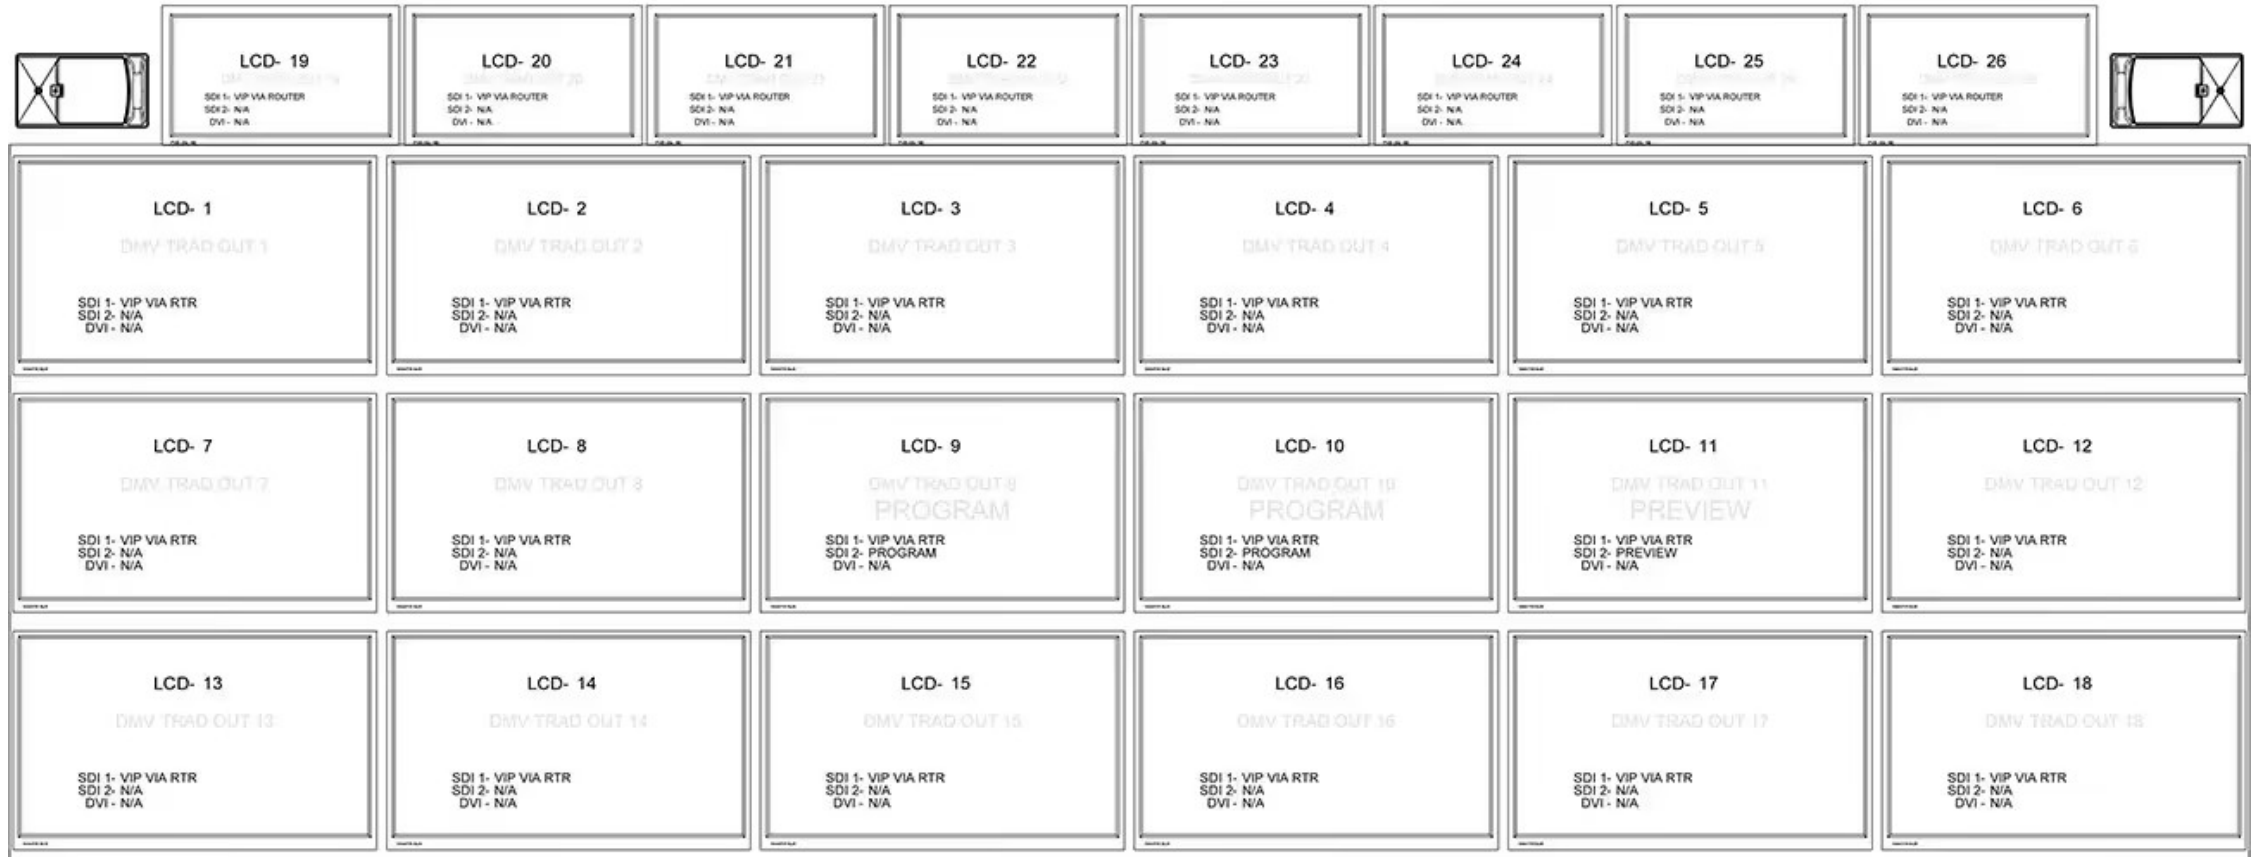 LCD- 19
SDI 1- VIP VIA ROUTER
SDI 2- N/A
DVI - N/A
LCD- 20
SDI 1- VIP VIA ROUTER
SDI 2- N/A
DVI - N/A
LCD- 21
SDI 1- VIP VIA ROUTER
SDI 2- N/A
DVI - N/A
LCD- 22
SDI 1- VIP VIA ROUTER
SDI 2- N/A
DVI - N/A
LCD- 23
SDI 1- VIP VIA ROUTER
SDI 2- N/A
DVI - N/A
LCD- 24
SDI 1- VIP VIA ROUTER
SDI 2- N/A
DVI - N/A
LCD- 25
SDI 1- VIP VIA ROUTER
SDI 2- N/A
DVI - N/A
LCD- 26
SDI 1- VIP VIA ROUTER
SDI 2- N/A
DVI - N/A
LCD- 1
DMV TRAD OUT 1
SDI 1- VIP VIA RTR
SDI 2- N/A
DVI - N/A
LCD- 2
DMV TRAD OUT 2
SDI 1- VIP VIA RTR
SDI 2- N/A
DVI - N/A
LCD- 3
DMV TRAD OUT 3
SDI 1- VIP VIA RTR
SDI 2- N/A
DVI - N/A
LCD- 4
DMV TRAD OUT 4
SDI 1- VIP VIA RTR
SDI 2- N/A
DVI - N/A
LCD- 5
DMV TRAD OUT 5
SDI 1- VIP VIA RTR
SDI 2- N/A
DVI - N/A
LCD- 6
DMV TRAD OUT 6
SDI 1- VIP VIA RTR
SDI 2- N/A
DVI - N/A
LCD- 7
DMV TRAD OUT 7
SDI 1- VIP VIA RTR
SDI 2- N/A
DVI - N/A
LCD- 8
DMV TRAD OUT 8
SDI 1- VIP VIA RTR
SDI 2- N/A
DVI - N/A
LCD- 9
DMV TRAD OUT 9
PROGRAM
SDI 1- VIP VIA RTR
SDI 2- PROGRAM
DVI - N/A
LCD- 10
DMV TRAD OUT 10
PROGRAM
SDI 1- VIP VIA RTR
SDI 2- PROGRAM
DVI - N/A
LCD- 11
DMV TRAD OUT 11
PREVIEW
SDI 1- VIP VIA RTR
SDI 2- PREVIEW
DVI - N/A
LCD- 12
DMV TRAD OUT 12
SDI 1- VIP VIA RTR
SDI 2- N/A
DVI - N/A
LCD- 13
DMV TRAD OUT 13
SDI 1- VIP VIA RTR
SDI 2- N/A
DVI - N/A
LCD- 14
DMV TRAD OUT 14
SDI 1- VIP VIA RTR
SDI 2- N/A
DVI - N/A
LCD- 15
DMV TRAD OUT 15
SDI 1- VIP VIA RTR
SDI 2- N/A
DVI - N/A
LCD- 16
DMV TRAD OUT 16
SDI 1- VIP VIA RTR
SDI 2- N/A
DVI - N/A
LCD- 17
DMV TRAD OUT 17
SDI 1- VIP VIA RTR
SDI 2- N/A
DVI - N/A
LCD- 18
DMV TRAD OUT 18
SDI 1- VIP VIA RTR
SDI 2- N/A
DVI - N/A